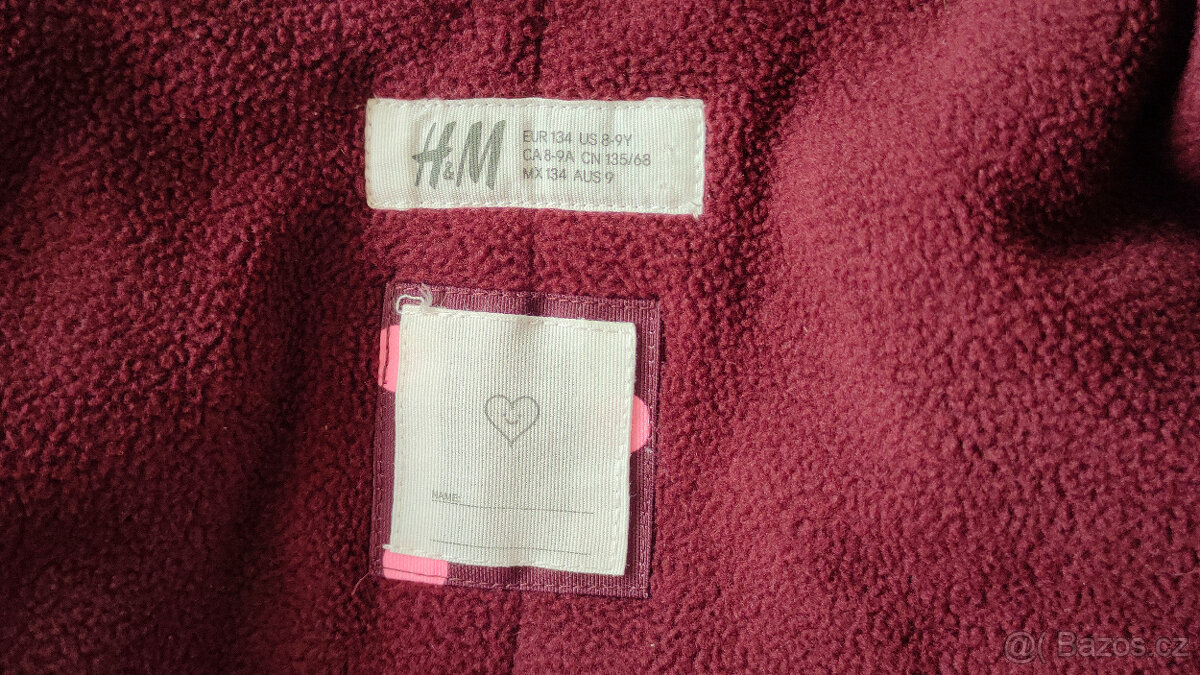 H&M
EUR 134 US 8-9Y
CA 8-9A CN 135/68
MX 134 AUS 9
NAME:
@( Bazos.cz